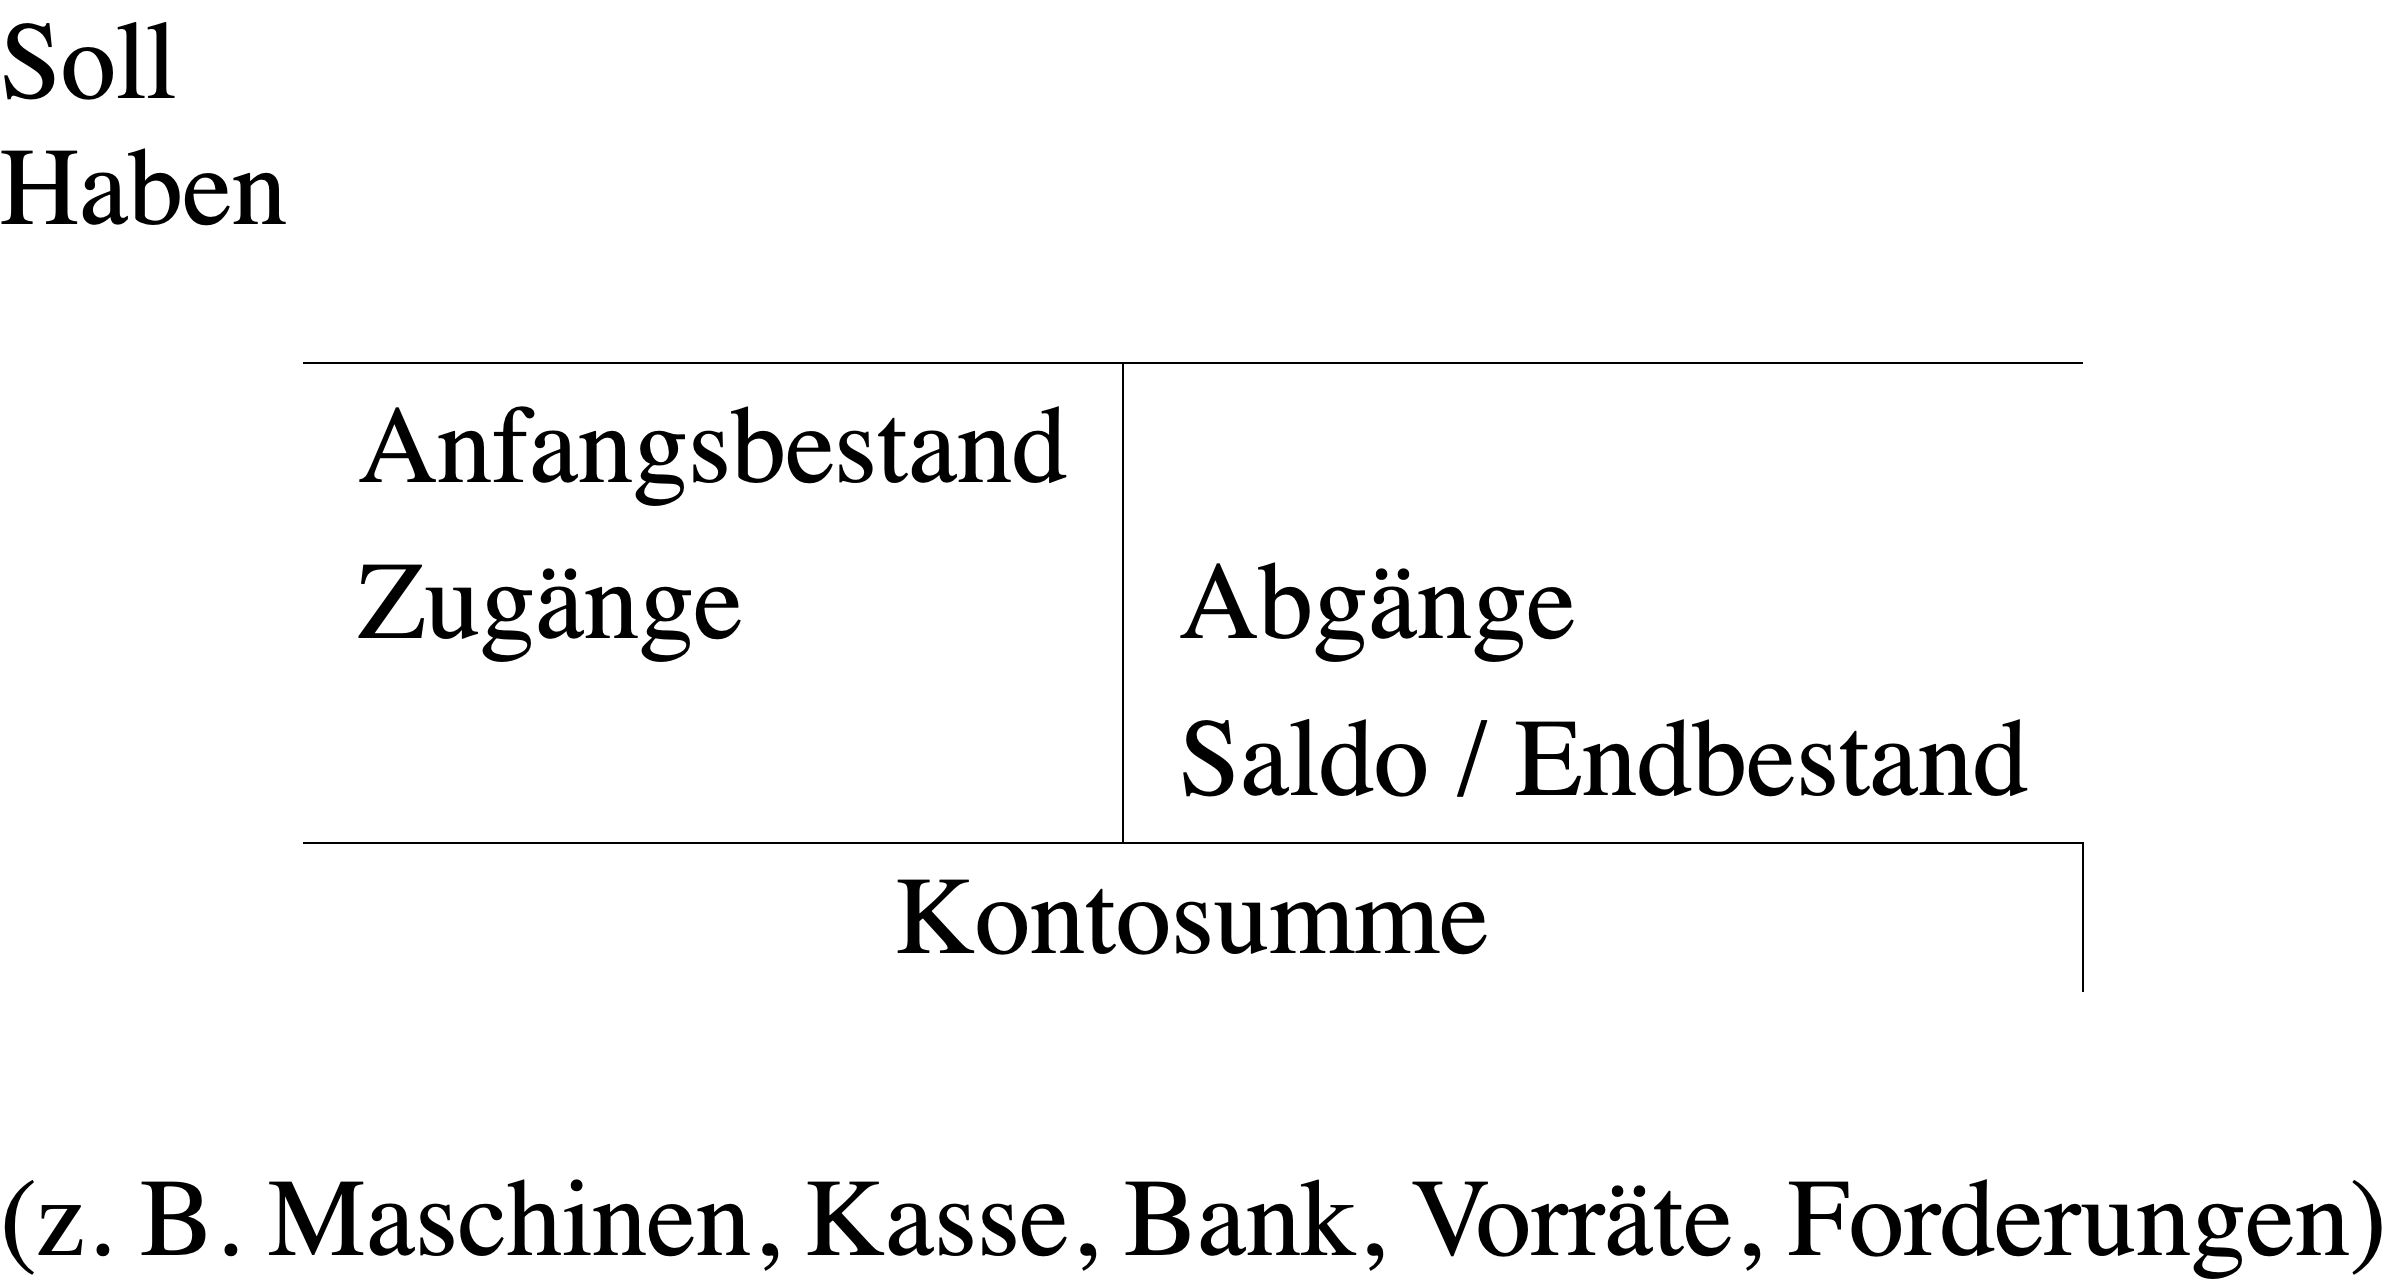 Soll
Haben
Anfangsbestand
Zugänge Abgänge
Saldo / Endbestand
Kontosumme
(z. B. Maschinen, Kasse, Bank, Vorräte, Forderungen)